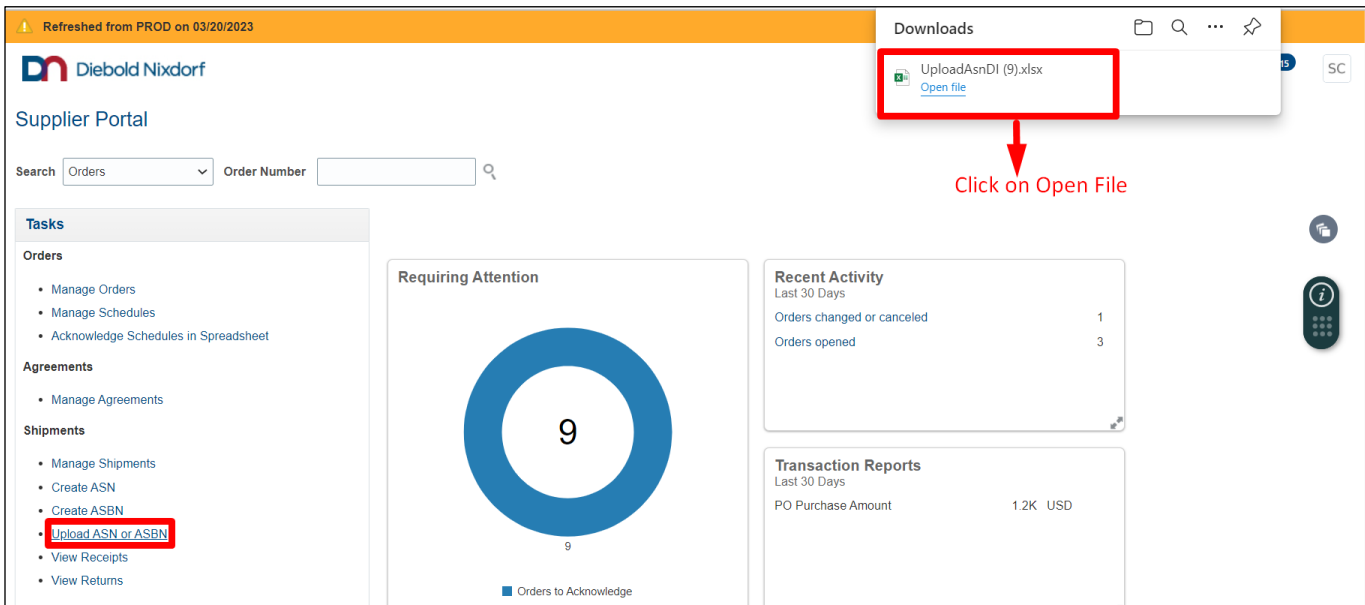 Refreshed from PROD on 03/20/2023
Downloads
UploadAsnDI (9).xlsx
Open file
15
SC
Diebold Nixdorf
Supplier Portal
Search Orders Order Number
Click on Open File
Tasks
Orders
Manage Orders
Manage Schedules
Acknowledge Schedules in Spreadsheet
Agreements
Manage Agreements
Shipments
Manage Shipments
Create ASN
Create ASBN
Upload ASN or ASBN
View Receipts
View Returns
Requiring Attention
9
9
Orders to Acknowledge
Recent Activity
Last 30 Days
Orders changed or canceled 1
Orders opened 3
Transaction Reports
Last 30 Days
PO Purchase Amount 1.2K USD